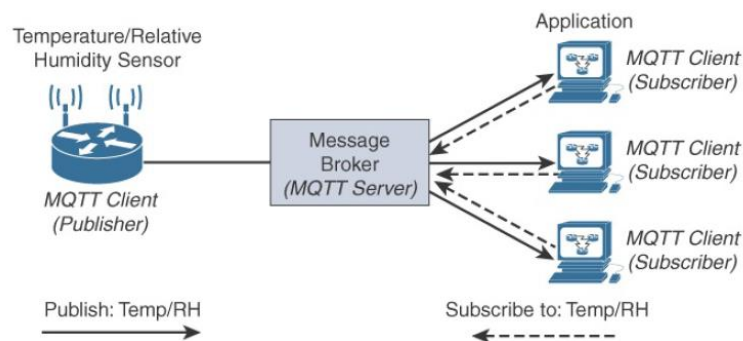 Application
Temperature/Relative
Humidity Sensor
MQTT Client
(Subscriber)
Message
Broker
(MQTT Server)
MQTT Client
(Subscriber)
MQTT Client
(Publisher)
MQTT Client
(Subscriber)
Publish: Temp/RH
Subscribe to: Temp/RH